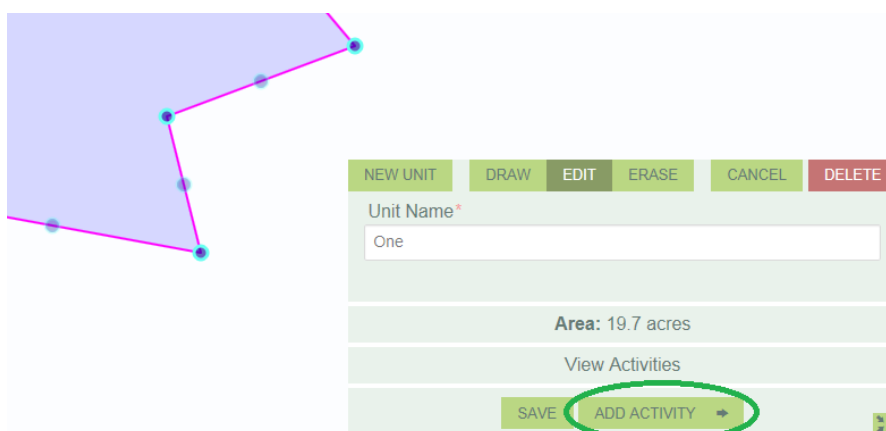 NEW UNIT DRAW EDIT ERASE CANCEL DELETE
Unit Name*
One
Area: 19.7 acres
View Activities
SAVE ADD ACTIVITY